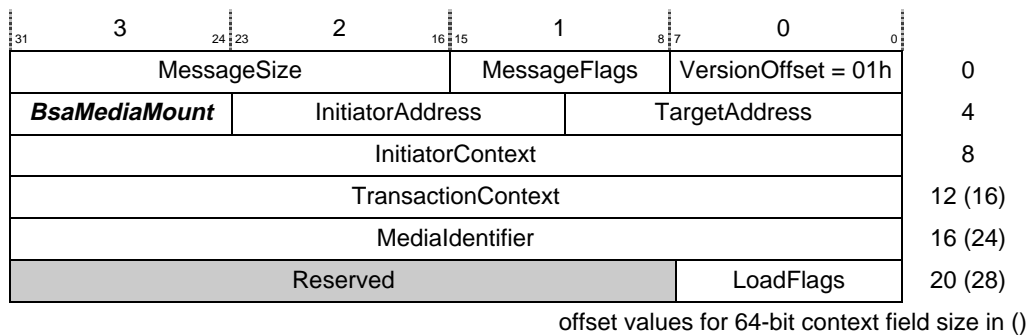 3 2 1 0
31 24 23 16 15 8 7 0
MessageSize MessageFlags VersionOffset = 01h 0
BsaMediaMount InitiatorAddress TargetAddress 4
InitiatorContext 8
TransactionContext 12 (16)
MediaIdentifier 16 (24)
Reserved LoadFlags 20 (28)
offset values for 64-bit context field size in ()